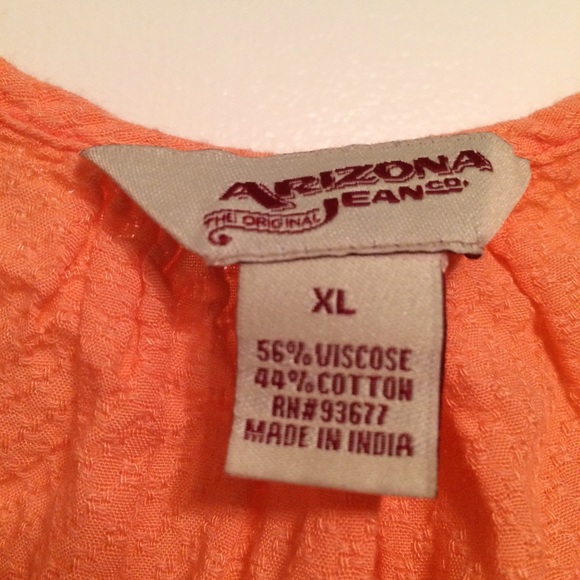 ARIZONA
THE ORIGINAL JEAN CO.
XL
56% VISCOSE
44% COTTON
RN#93677
MADE IN INDIA